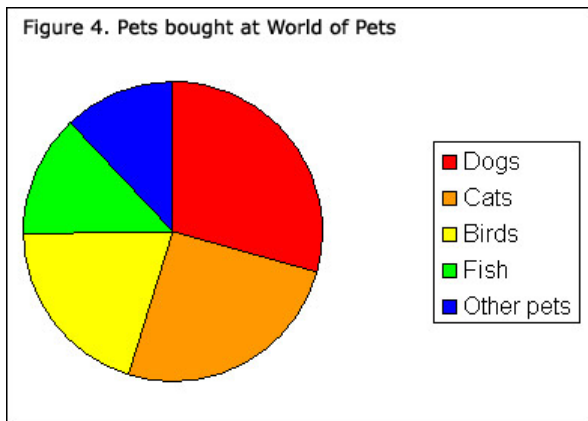 Figure 4. Pets bought at World of Pets
Dogs
Cats
Birds
Fish
Other pets